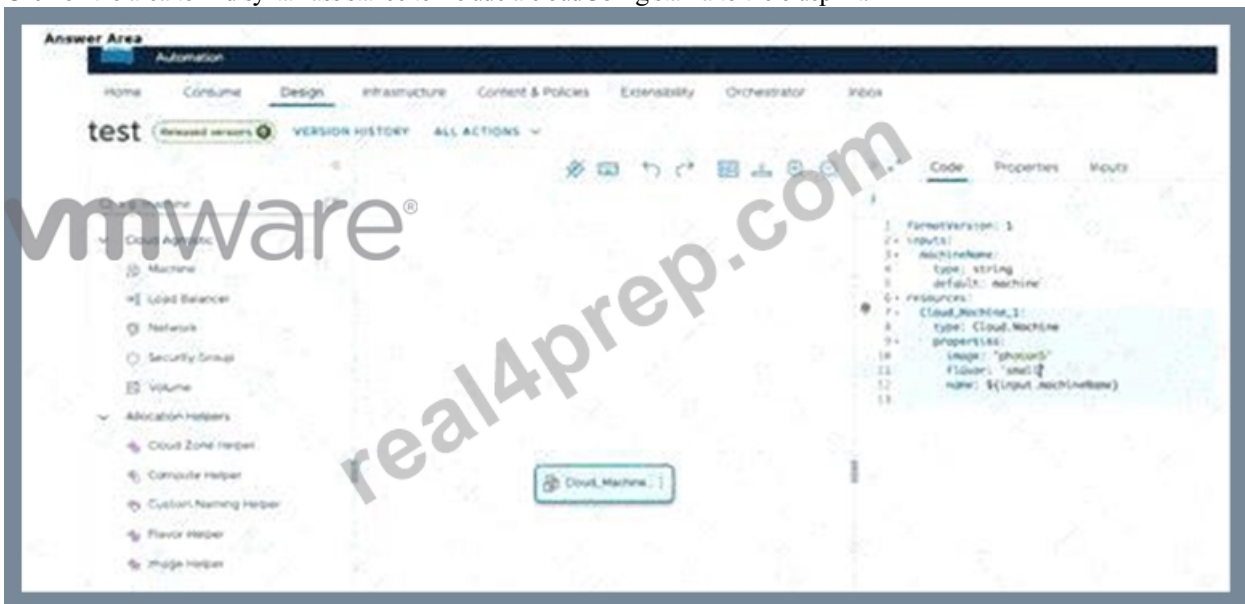 Answer Area
Automation
Home Consume Design Infrastructure Content & Policies Extensibility Orchestrator Inbox
test Released versions VERSION HISTORY ALL ACTIONS
Code Properties Inputs
vmware®
real4prep.com
Cloud Agnostic
Machine
Load Balancer
Network
Security Group
Volume
Allocation Helpers
Cloud Zone Helper
Compute Helper
Custom Naming Helper
Flavor Helper
Image Helper
Cloud_Machine
1 formatVersion: 1
2 inputs:
3 machineName:
4 type: string
5 default: machine
6 resources:
7 Cloud_Machine_1:
8 type: Cloud.Machine
9 properties:
10 image: "photon5"
11 flavor: "small"
12 name: ${input.machineName}
13